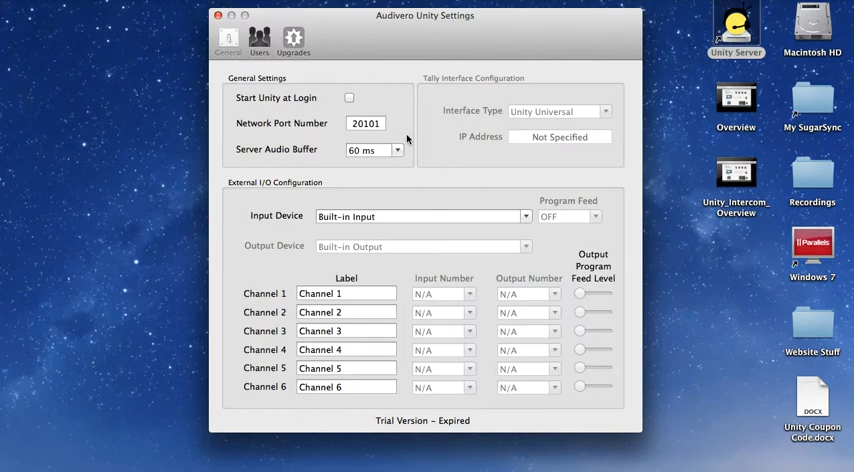 Audivero Unity Settings
General
Users
Upgrades
General Settings
Start Unity at Login
Network Port Number
20101
Server Audio Buffer
60 ms
Tally Interface Configuration
Interface Type
Unity Universal
IP Address
Not Specified
External I/O Configuration
Program Feed
Input Device
Built-in Input
OFF
Output Device
Built-in Output
Label
Input Number
Output Number
Output
Program
Feed Level
Channel 1
Channel 1
N/A
N/A
Channel 2
Channel 2
N/A
N/A
Channel 3
Channel 3
N/A
N/A
Channel 4
Channel 4
N/A
N/A
Channel 5
Channel 5
N/A
N/A
Channel 6
Channel 6
N/A
N/A
Trial Version - Expired
Unity Server
Macintosh HD
Overview
My SugarSync
Unity_Intercom_
Overview
Recordings
Parallels
Windows 7
Website Stuff
DOCX
Unity Coupon
Code.docx